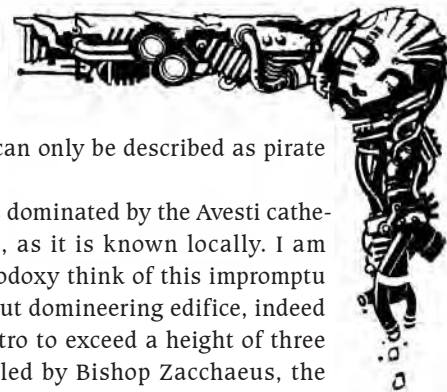 can only be described as pirate
dominated by the Avesti cathe-
, as it is known locally. I am
odoxy think of this impromptu
ut domineering edifice, indeed
tro to exceed a height of three
led by Bishop Zacchaeus, the